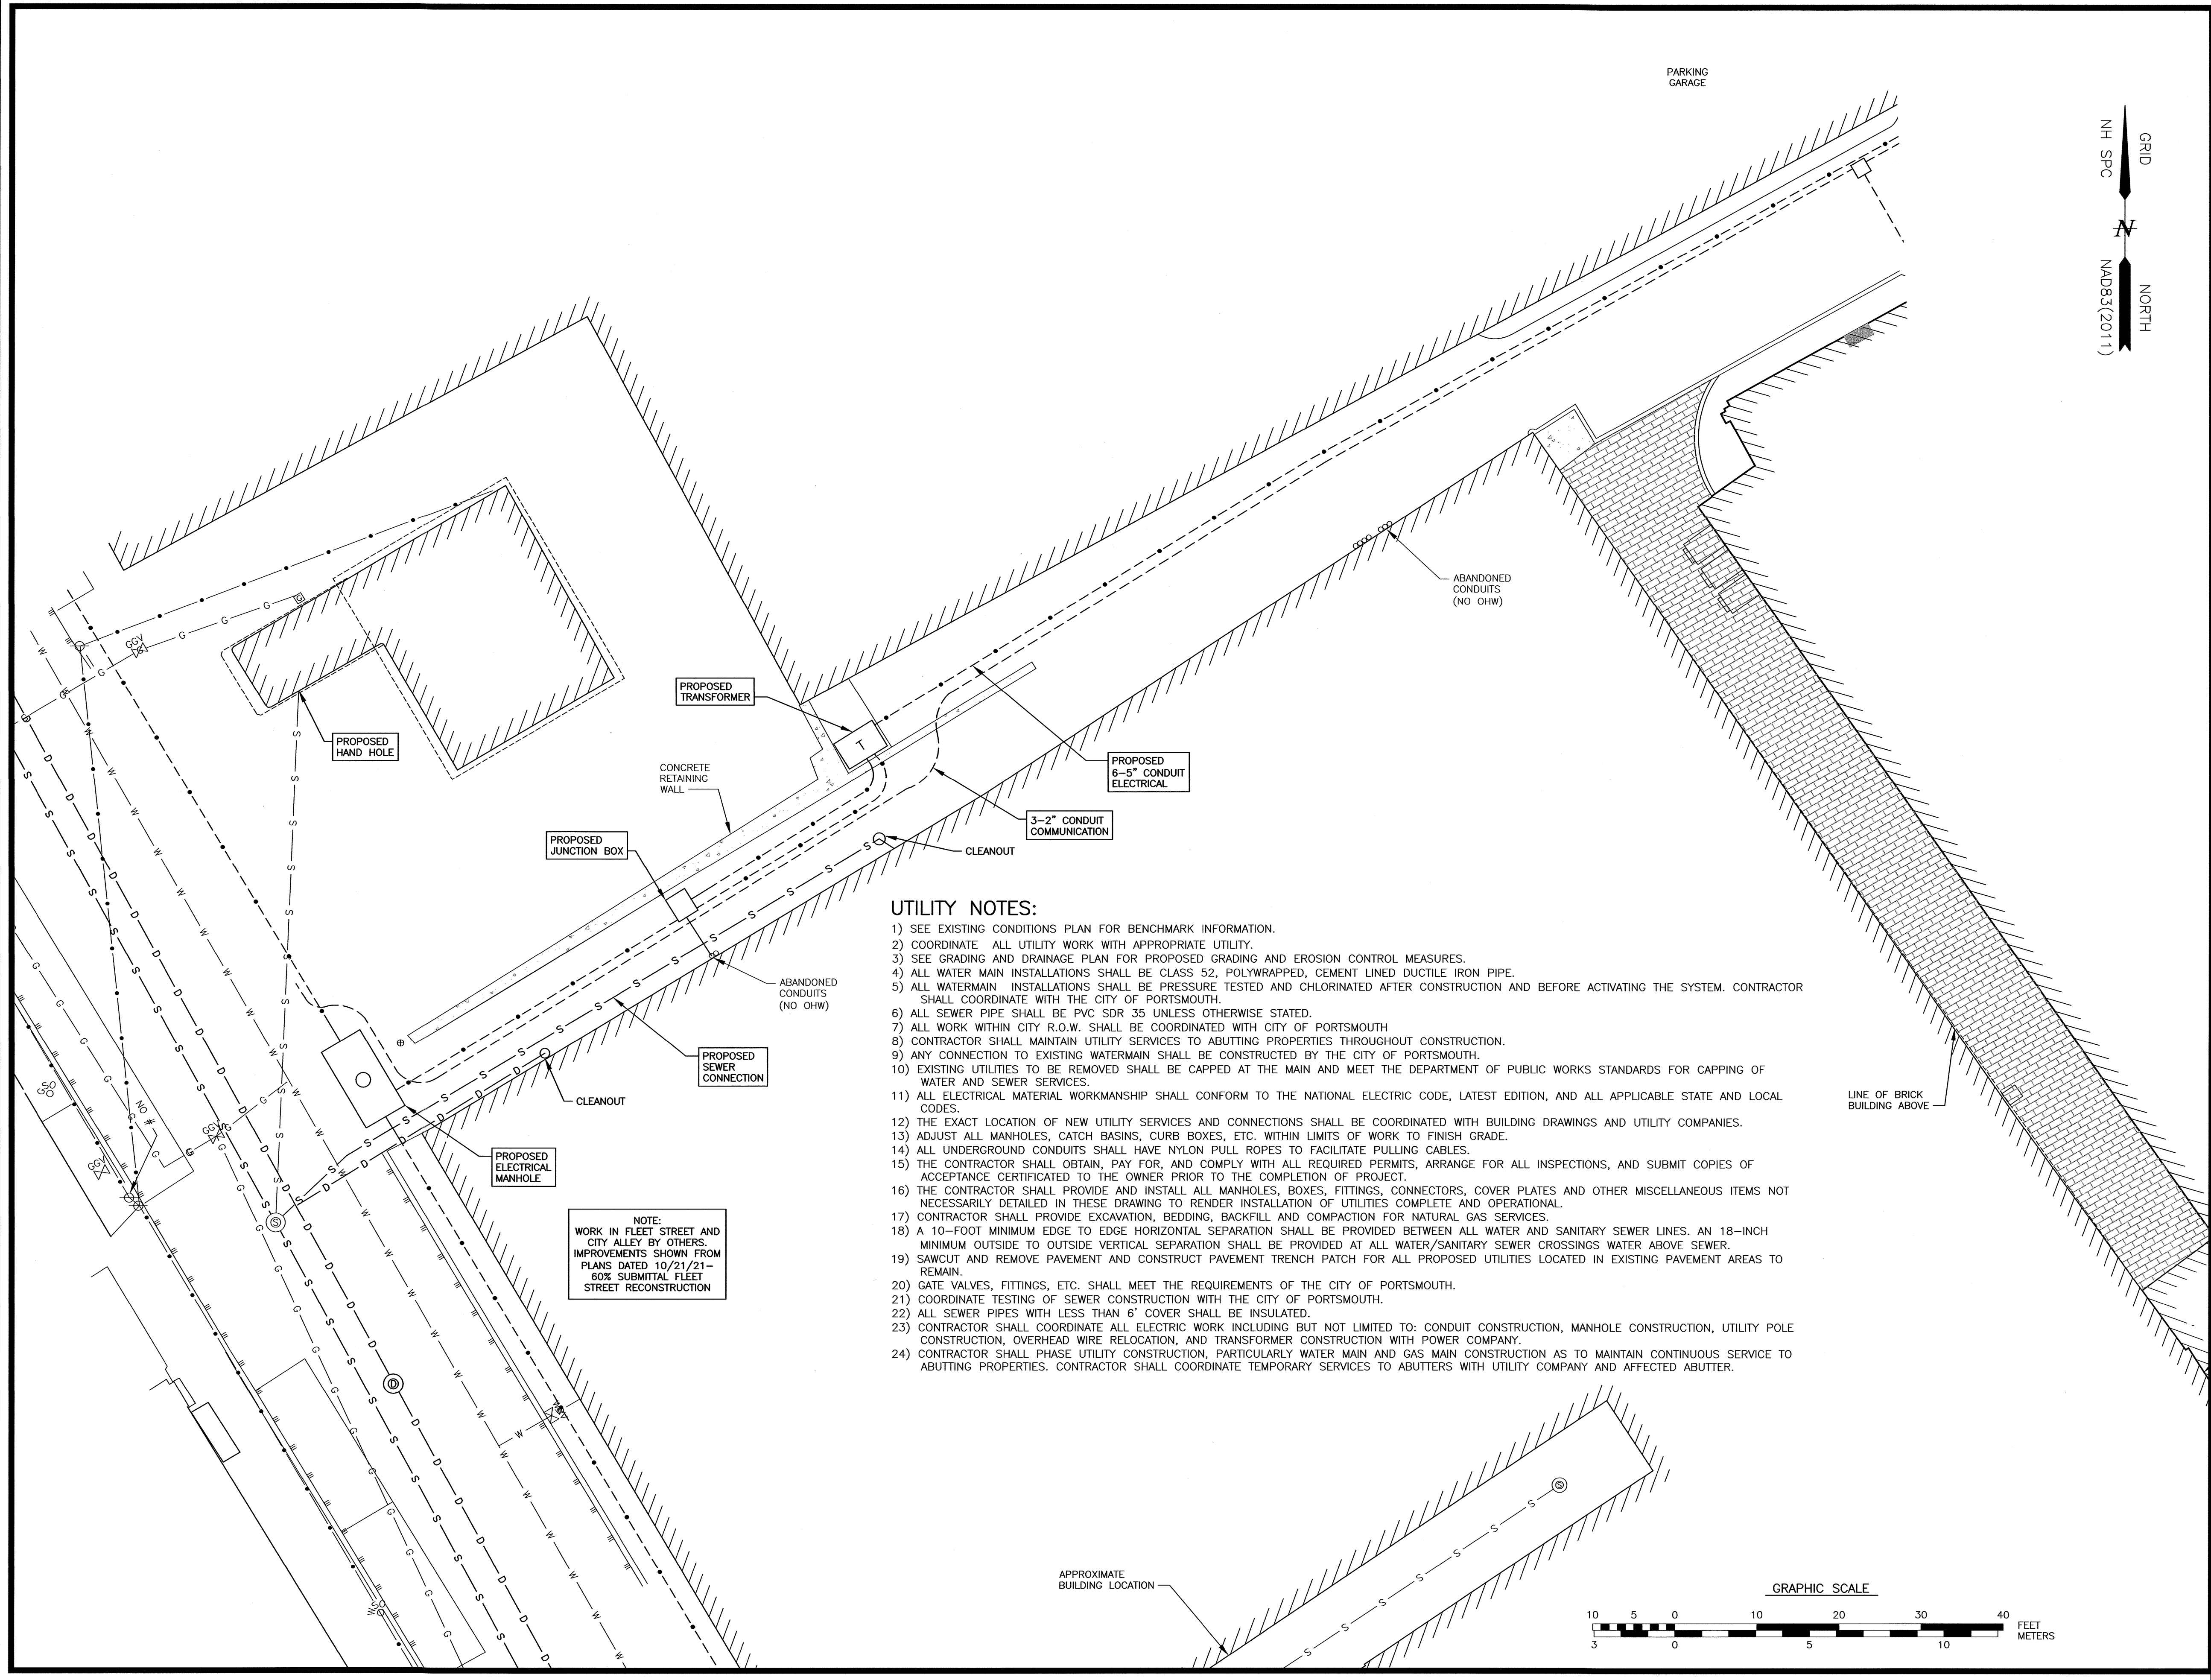 PARKING
GARAGE
GRID
NORTH
N
NH SPC
NAD83(2011)
ABANDONED
CONDUITS
(NO OHW)
PROPOSED
TRANSFORMER
T
PROPOSED
HAND HOLE
CONCRETE
RETAINING
WALL
PROPOSED
6-5" CONDUIT
ELECTRICAL
3-2" CONDUIT
COMMUNICATION
PROPOSED
JUNCTION BOX
CLEANOUT
ABANDONED
CONDUITS
(NO OHW)
PROPOSED
SEWER
CONNECTION
CLEANOUT
PROPOSED
ELECTRICAL
MANHOLE
NO #
GGV
GGV
GGV
NOTE:
WORK IN FLEET STREET AND
CITY ALLEY BY OTHERS.
IMPROVEMENTS SHOWN FROM
PLANS DATED 10/21/21-
60% SUBMITTAL FLEET
STREET RECONSTRUCTION
UTILITY NOTES:
1) SEE EXISTING CONDITIONS PLAN FOR BENCHMARK INFORMATION.
2) COORDINATE ALL UTILITY WORK WITH APPROPRIATE UTILITY.
3) SEE GRADING AND DRAINAGE PLAN FOR PROPOSED GRADING AND EROSION CONTROL MEASURES.
4) ALL WATER MAIN INSTALLATIONS SHALL BE CLASS 52, POLYWRAPPED, CEMENT LINED DUCTILE IRON PIPE.
5) ALL WATERMAIN INSTALLATIONS SHALL BE PRESSURE TESTED AND CHLORINATED AFTER CONSTRUCTION AND BEFORE ACTIVATING THE SYSTEM. CONTRACTOR
SHALL COORDINATE WITH THE CITY OF PORTSMOUTH.
6) ALL SEWER PIPE SHALL BE PVC SDR 35 UNLESS OTHERWISE STATED.
7) ALL WORK WITHIN CITY R.O.W. SHALL BE COORDINATED WITH CITY OF PORTSMOUTH
8) CONTRACTOR SHALL MAINTAIN UTILITY SERVICES TO ABUTTING PROPERTIES THROUGHOUT CONSTRUCTION.
9) ANY CONNECTION TO EXISTING WATERMAIN SHALL BE CONSTRUCTED BY THE CITY OF PORTSMOUTH.
10) EXISTING UTILITIES TO BE REMOVED SHALL BE CAPPED AT THE MAIN AND MEET THE DEPARTMENT OF PUBLIC WORKS STANDARDS FOR CAPPING OF
WATER AND SEWER SERVICES.
11) ALL ELECTRICAL MATERIAL WORKMANSHIP SHALL CONFORM TO THE NATIONAL ELECTRIC CODE, LATEST EDITION, AND ALL APPLICABLE STATE AND LOCAL
CODES.
12) THE EXACT LOCATION OF NEW UTILITY SERVICES AND CONNECTIONS SHALL BE COORDINATED WITH BUILDING DRAWINGS AND UTILITY COMPANIES.
13) ADJUST ALL MANHOLES, CATCH BASINS, CURB BOXES, ETC. WITHIN LIMITS OF WORK TO FINISH GRADE.
14) ALL UNDERGROUND CONDUITS SHALL HAVE NYLON PULL ROPES TO FACILITATE PULLING CABLES.
15) THE CONTRACTOR SHALL OBTAIN, PAY FOR, AND COMPLY WITH ALL REQUIRED PERMITS, ARRANGE FOR ALL INSPECTIONS, AND SUBMIT COPIES OF
ACCEPTANCE CERTIFICATED TO THE OWNER PRIOR TO THE COMPLETION OF PROJECT.
16) THE CONTRACTOR SHALL PROVIDE AND INSTALL ALL MANHOLES, BOXES, FITTINGS, CONNECTORS, COVER PLATES AND OTHER MISCELLANEOUS ITEMS NOT
NECESSARILY DETAILED IN THESE DRAWING TO RENDER INSTALLATION OF UTILITIES COMPLETE AND OPERATIONAL.
17) CONTRACTOR SHALL PROVIDE EXCAVATION, BEDDING, BACKFILL AND COMPACTION FOR NATURAL GAS SERVICES.
18) A 10-FOOT MINIMUM EDGE TO EDGE HORIZONTAL SEPARATION SHALL BE PROVIDED BETWEEN ALL WATER AND SANITARY SEWER LINES. AN 18-INCH
MINIMUM OUTSIDE TO OUTSIDE VERTICAL SEPARATION SHALL BE PROVIDED AT ALL WATER/SANITARY SEWER CROSSINGS WATER ABOVE SEWER.
19) SAWCUT AND REMOVE PAVEMENT AND CONSTRUCT PAVEMENT TRENCH PATCH FOR ALL PROPOSED UTILITIES LOCATED IN EXISTING PAVEMENT AREAS TO
REMAIN.
20) GATE VALVES, FITTINGS, ETC. SHALL MEET THE REQUIREMENTS OF THE CITY OF PORTSMOUTH.
21) COORDINATE TESTING OF SEWER CONSTRUCTION WITH THE CITY OF PORTSMOUTH.
22) ALL SEWER PIPES WITH LESS THAN 6' COVER SHALL BE INSULATED.
23) CONTRACTOR SHALL COORDINATE ALL ELECTRIC WORK INCLUDING BUT NOT LIMITED TO: CONDUIT CONSTRUCTION, MANHOLE CONSTRUCTION, UTILITY POLE
CONSTRUCTION, OVERHEAD WIRE RELOCATION, AND TRANSFORMER CONSTRUCTION WITH POWER COMPANY.
24) CONTRACTOR SHALL PHASE UTILITY CONSTRUCTION, PARTICULARLY WATER MAIN AND GAS MAIN CONSTRUCTION AS TO MAINTAIN CONTINUOUS SERVICE TO
ABUTTING PROPERTIES. CONTRACTOR SHALL COORDINATE TEMPORARY SERVICES TO ABUTTERS WITH UTILITY COMPANY AND AFFECTED ABUTTER.
LINE OF BRICK
BUILDING ABOVE
APPROXIMATE
BUILDING LOCATION
GRAPHIC SCALE
10 5 0 10 20 30 40
FEET
METERS
3 0 5 10